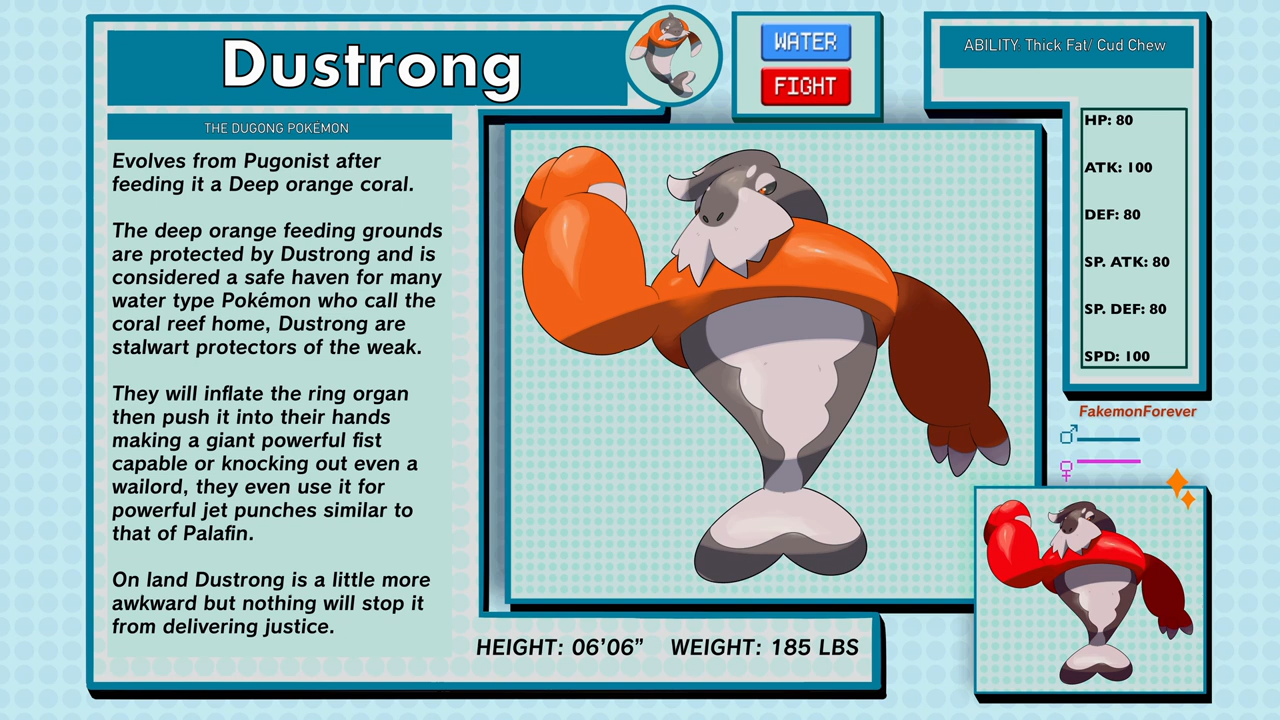 Dustrong
WATER
FIGHT
ABILITY: Thick Fat/ Cud Chew
THE DUGONG POKÉMON
Evolves from Pugonist after
feeding it a Deep orange coral.
The deep orange feeding grounds
are protected by Dustrong and is
considered a safe haven for many
water type Pokémon who call the
coral reef home, Dustrong are
stalwart protectors of the weak.
They will inflate the ring organ
then push it into their hands
making a giant powerful fist
capable or knocking out even a
wailord, they even use it for
powerful jet punches similar to
that of Palafin.
On land Dustrong is a little more
awkward but nothing will stop it
from delivering justice.
HP: 80
ATK: 100
DEF: 80
SP. ATK: 80
SP. DEF: 80
SPD: 100
FakemonForever
♂
♀
HEIGHT: 06’06” WEIGHT: 185 LBS